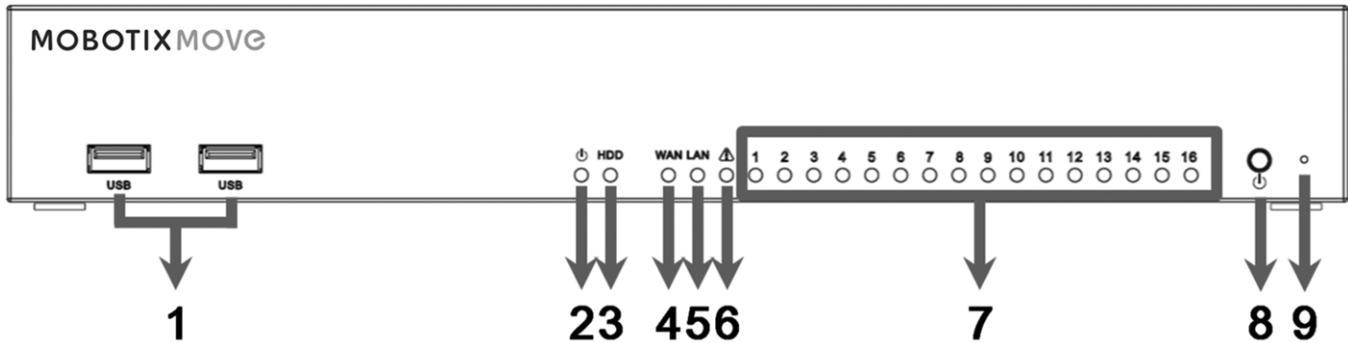 MOBOTIX MOVE
HDD WAN LAN 1 2 3 4 5 6 7 8 9 10 11 12 13 14 15 16
USB USB
1 2 3 4 5 6 7 8 9